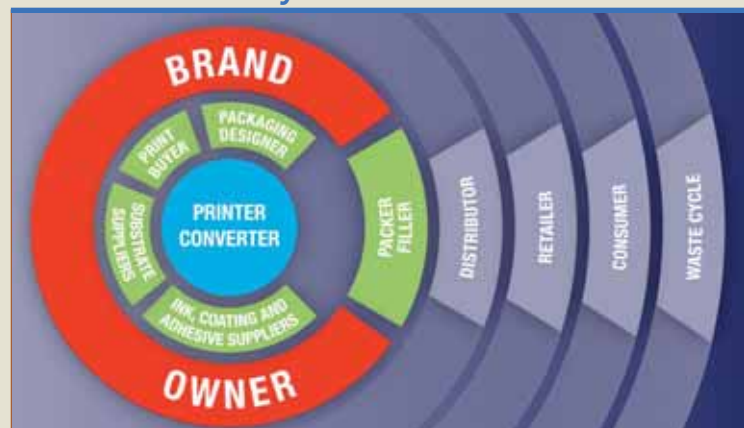 BRAND
PACKAGING
DESIGNER
PRINT
BUYER
SUBSTRATE
SUPPLIERS
PRINTER
CONVERTER
INK, COATING AND
ADHESIVE SUPPLIERS
OWNER
PACKER
FILLER
DISTRIBUTOR
RETAILER
CONSUMER
WASTE CYCLE